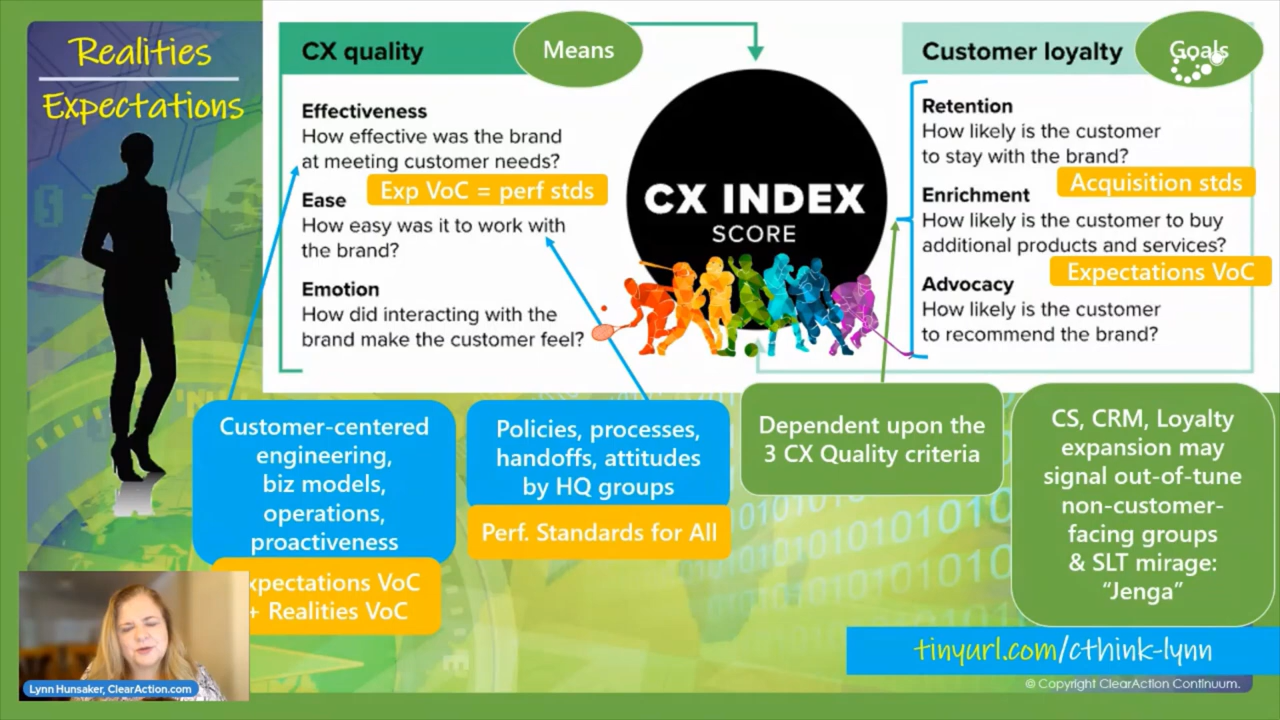 Realities
Expectations
CX quality
Means
Effectiveness
How effective was the brand
at meeting customer needs?
Exp VoC = perf stds
Ease
How easy was it to work with
the brand?
Emotion
How did interacting with the
brand make the customer feel?
CX INDEX
SCORE
Customer loyalty
Goals
Retention
How likely is the customer
to stay with the brand?
Acquisition stds
Enrichment
How likely is the customer to buy
additional products and services?
Expectations VoC
Advocacy
How likely is the customer
to recommend the brand?
Customer-centered
engineering,
biz models,
operations,
proactiveness
xpectations VoC
+ Realities VoC
Policies, processes,
handoffs, attitudes
by HQ groups
Perf. Standards for All
Dependent upon the
3 CX Quality criteria
CS, CRM, Loyalty
expansion may
signal out-of-tune
non-customer-
facing groups
& SLT mirage:
“Jenga”
tinyurl.com/cthink-lynn
© Copyright ClearAction Continuum.
Lynn Hunsaker, ClearAction.com